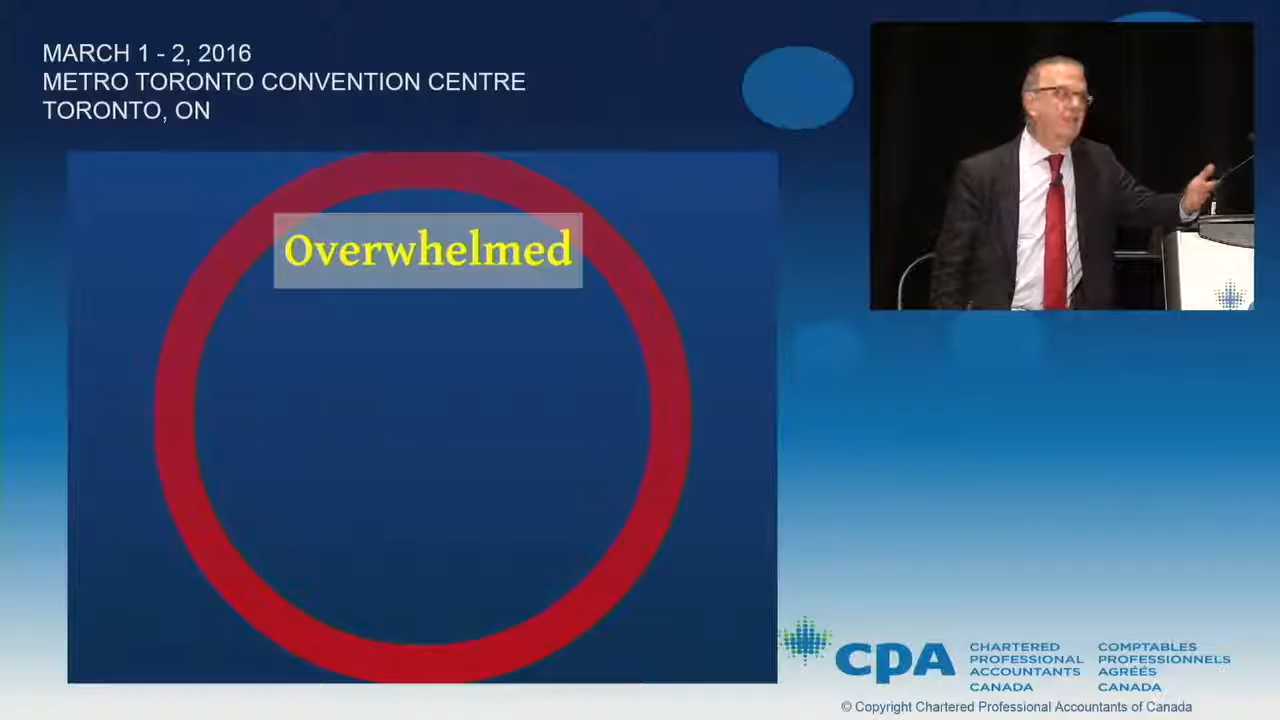 MARCH 1 - 2, 2016
METRO TORONTO CONVENTION CENTRE
TORONTO, ON
Overwhelmed
CPA
CHARTERED
PROFESSIONAL
ACCOUNTANTS
CANADA
COMPTABLES
PROFESSIONNELS
AGRÉÉS
CANADA
© Copyright Chartered Professional Accountants of Canada